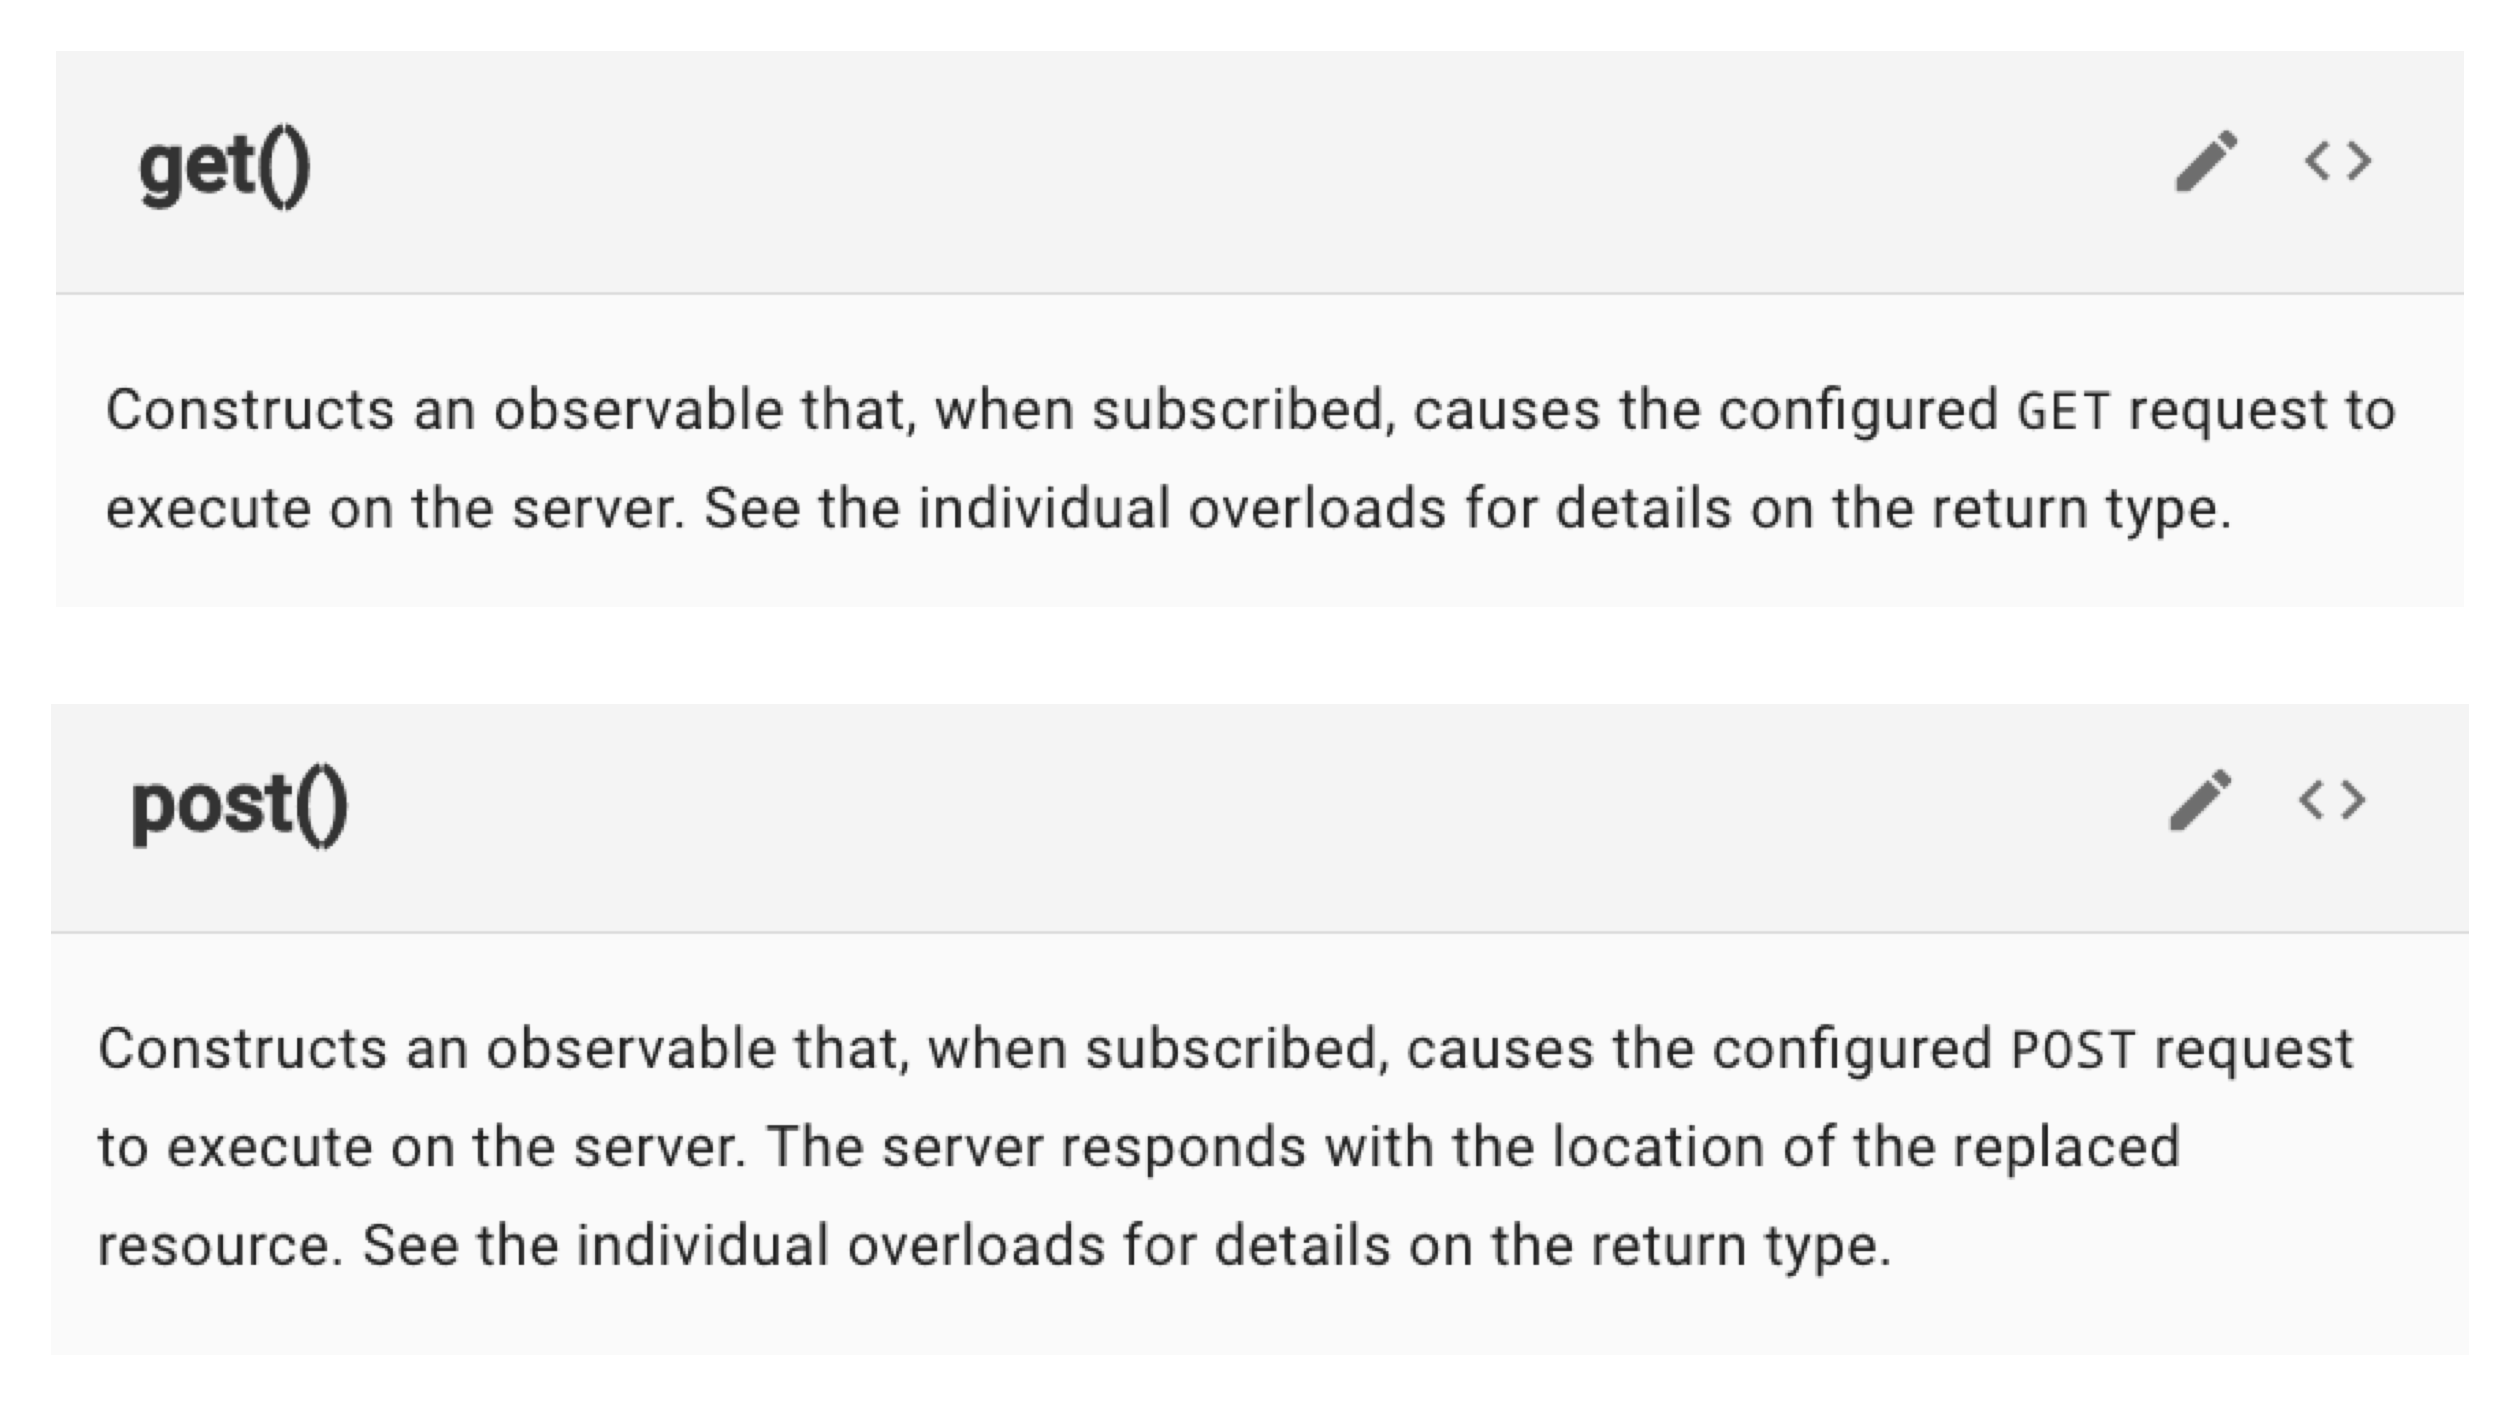 get()
Constructs an observable that, when subscribed, causes the configured GET request to
execute on the server. See the individual overloads for details on the return type.
post()
Constructs an observable that, when subscribed, causes the configured POST request
to execute on the server. The server responds with the location of the replaced
resource. See the individual overloads for details on the return type.